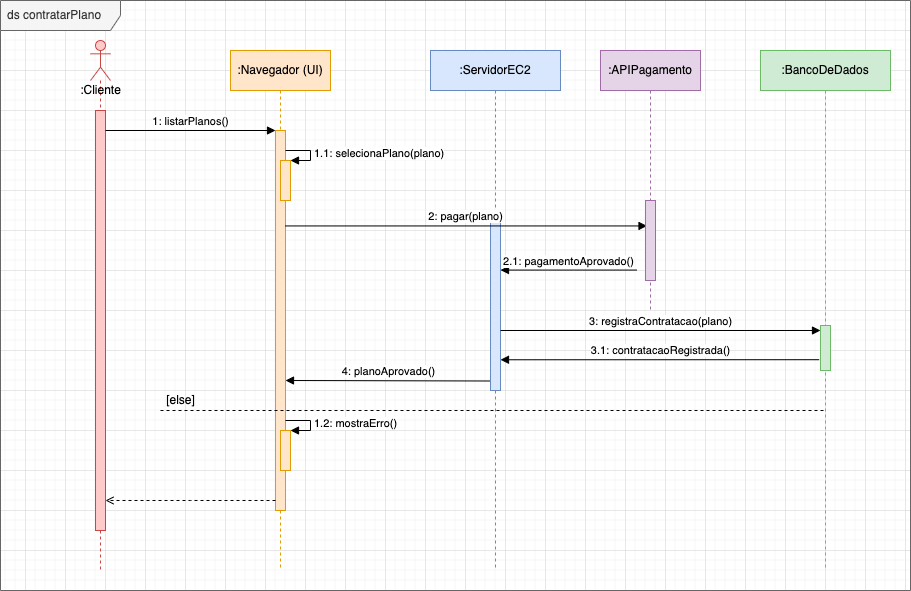 ds contratarPlano
:Cliente
:Navegador (UI)
:ServidorEC2
:APIPagamento
:BancoDeDados
1: listarPlanos()
1.1: selecionaPlano(plano)
2: pagar(plano)
2.1: pagamentoAprovado()
3: registraContratacao(plano)
3.1: contratacaoRegistrada()
4: planoAprovado()
[else]
1.2: mostraErro()